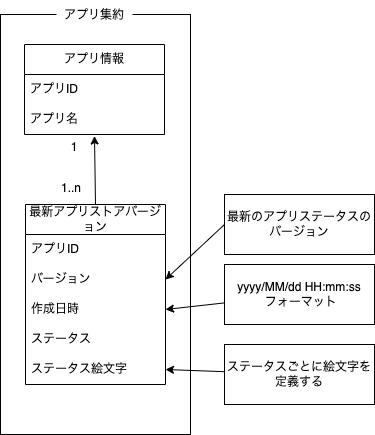 アプリ集約
アプリ情報
アプリID
アプリ名
1
1..n
最新アプリストアバージ
ョン
アプリID
バージョン
作成日時
ステータス
ステータス絵文字
最新のアプリステータスの
バージョン
yyyy/MM/dd HH:mm:ss
フォーマット
ステータスごとに絵文字を
定義する